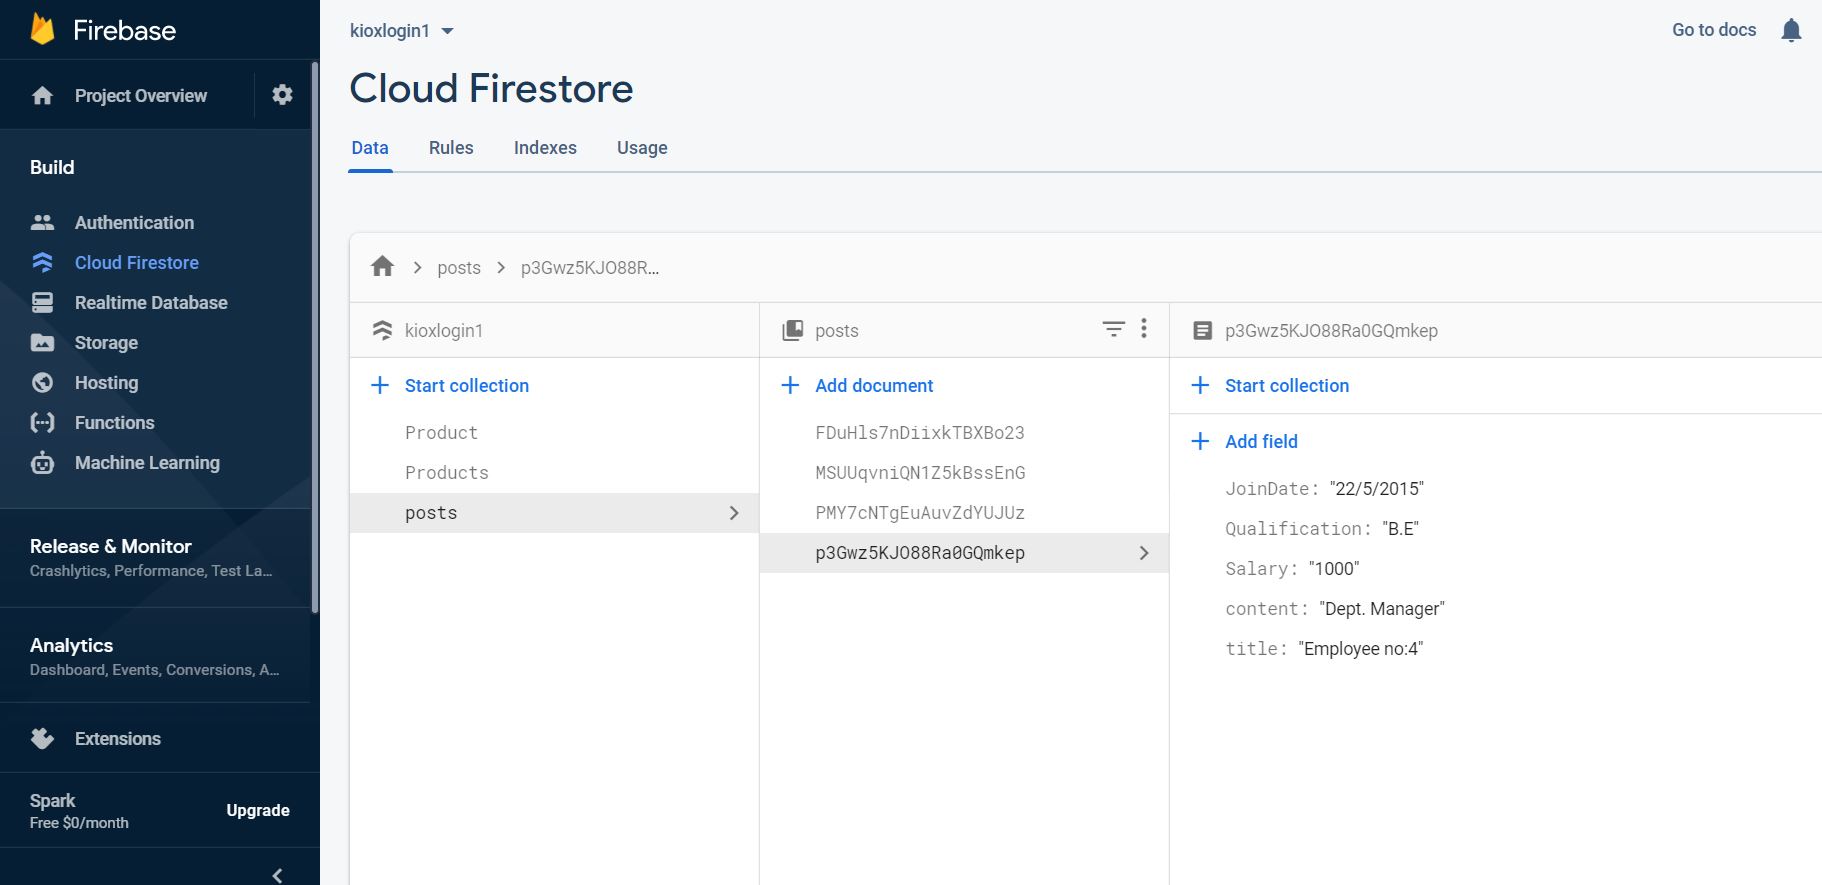 Firebase
Project Overview
Build
Authentication
Cloud Firestore
Realtime Database
Storage
Hosting
Functions
Machine Learning
Release & Monitor
Crashlytics, Performance, Test La...
Analytics
Dashboard, Events, Conversions, A...
Extensions
Spark
Free $0/month
Upgrade
kioxlogin1
Go to docs
Cloud Firestore
Data Rules Indexes Usage
posts p3Gwz5KJO88R...
kioxlogin1
Start collection
Product
Products
posts
posts
Add document
FDuHls7nDiixkTBXBo23
MSUUqvniQN1Z5kBssEnG
PMY7cNTgEuAuvZdYUJUz
p3Gwz5KJO88Ra0GQmkep
p3Gwz5KJO88Ra0GQmkep
Start collection
Add field
JoinDate: "22/5/2015"
Qualification: "B.E"
Salary: "1000"
content: "Dept. Manager"
title: "Employee no:4"